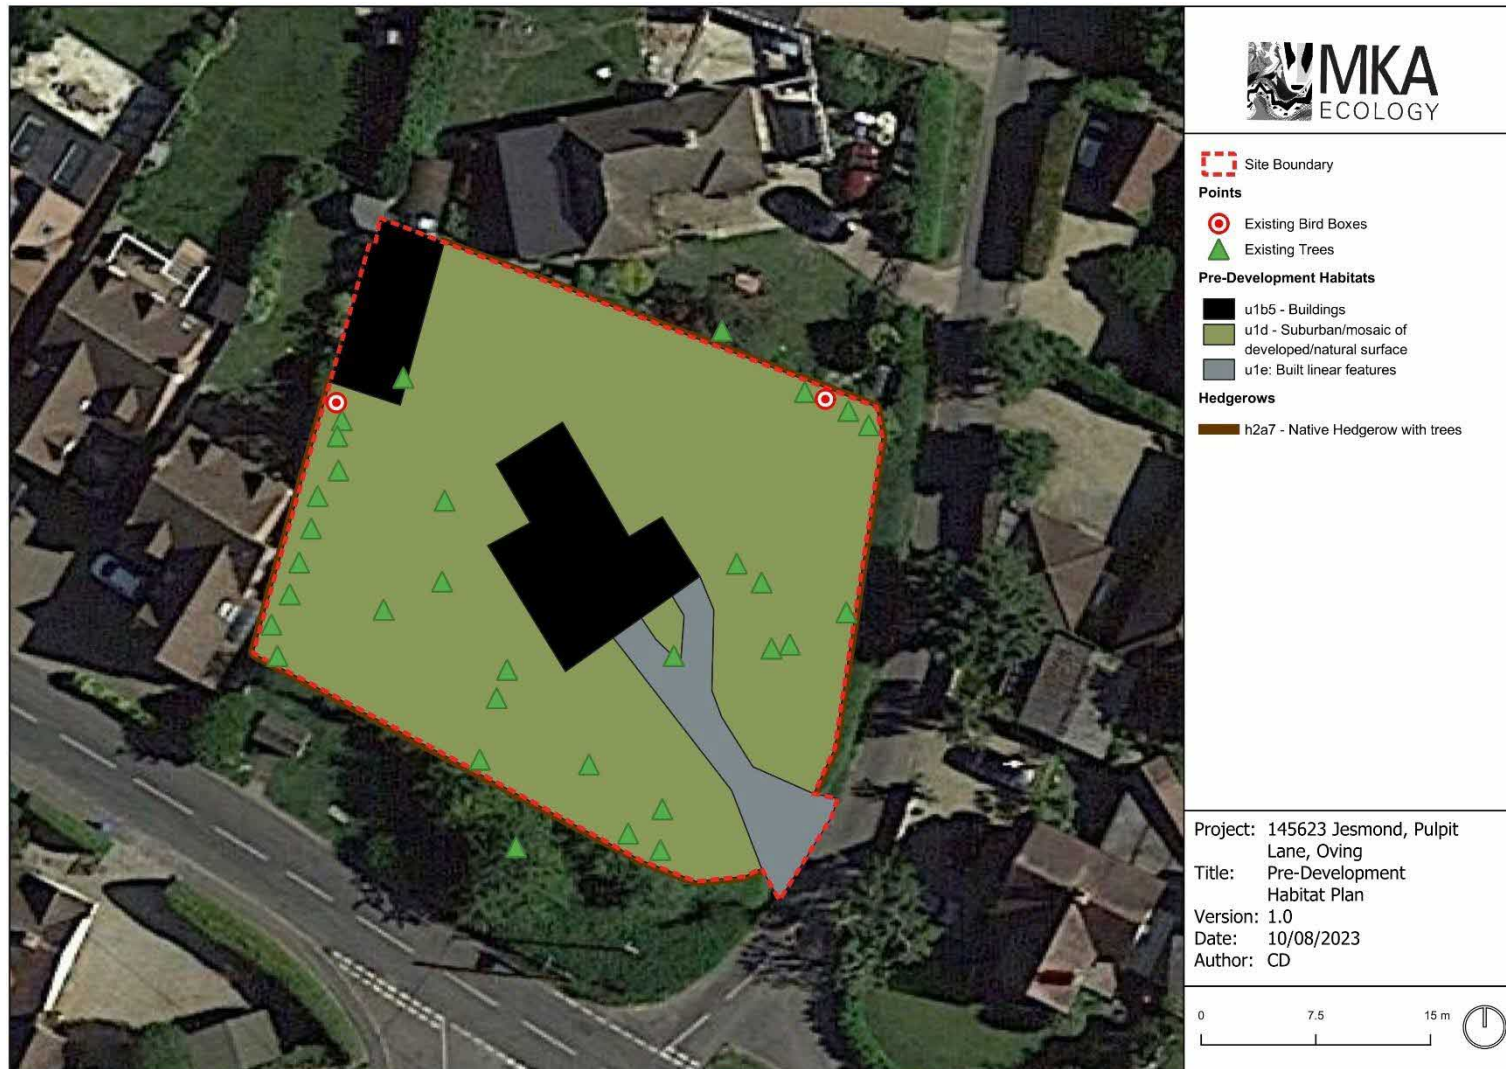 MKA
ECOLOGY
Site Boundary
Points
Existing Bird Boxes
Existing Trees
Pre-Development Habitats
u1b5 - Buildings
u1d - Suburban/mosaic of
developed/natural surface
u1e: Built linear features
Hedgerows
h2a7 - Native Hedgerow with trees
Project: 145623 Jesmond, Pulpit
Lane, Oving
Title: Pre-Development
Habitat Plan
Version: 1.0
Date: 10/08/2023
Author: CD
0 7.5 15 m